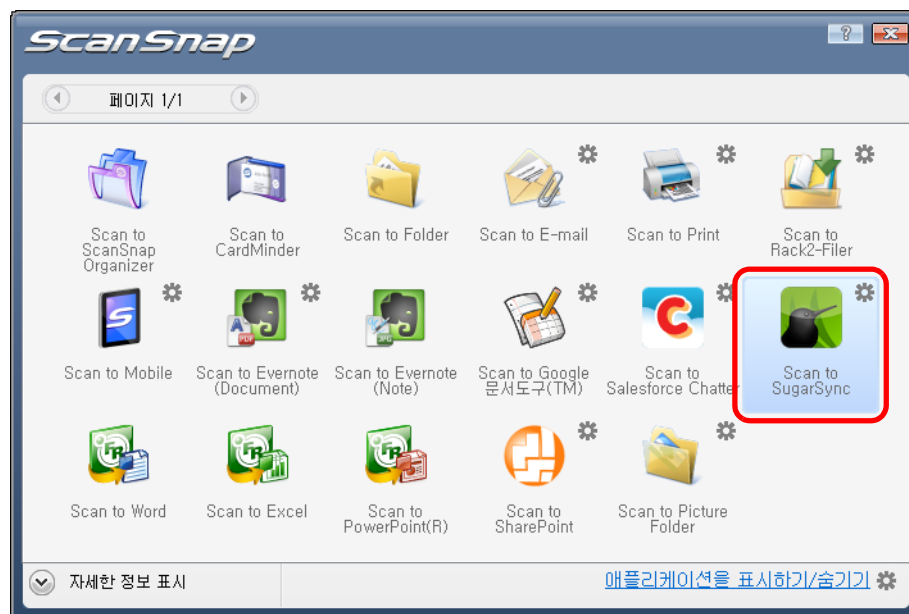 ScanSnap
페이지 1/1
Scan to
ScanSnap
Organizer
Scan to
CardMinder
Scan to Folder
Scan to E-mail
Scan to Print
Scan to
Rack2-Filer
Scan to Mobile
Scan to Evernote
(Document)
Scan to Evernote
(Note)
Scan to Google
문서도구(TM)
Scan to
Salesforce Chatter
Scan to
SugarSync
Scan to Word
Scan to Excel
Scan to
PowerPoint(R)
Scan to
SharePoint
Scan to Picture
Folder
자세한 정보 표시
애플리케이션을 표시하기/숨기기